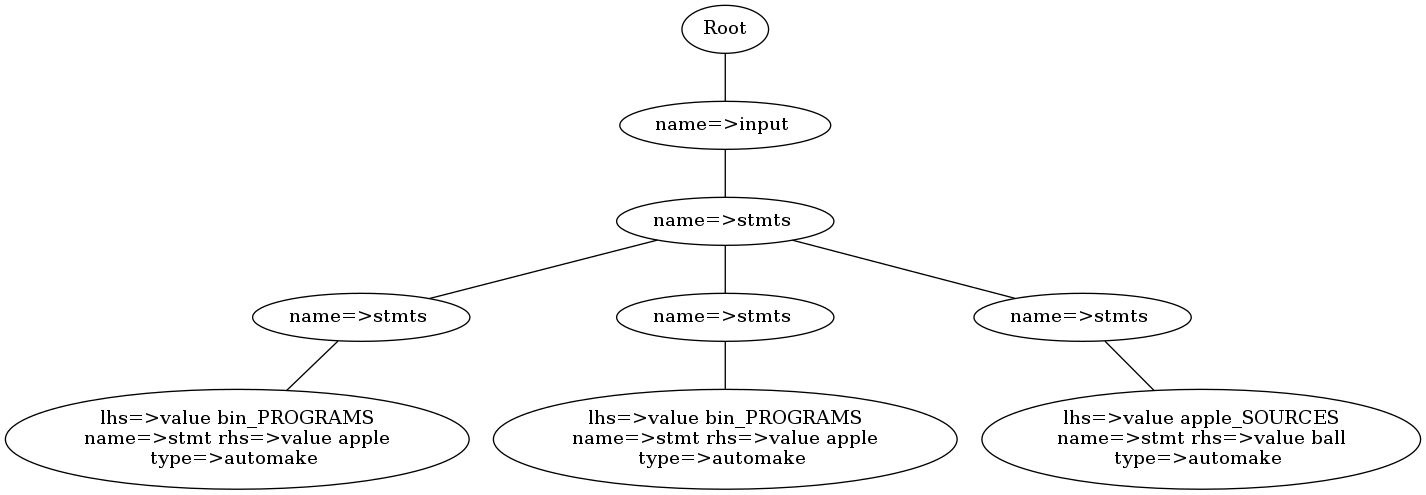 Root
name=>input
name=>stmts
name=>stmts
name=>stmts
name=>stmts
lhs=>value bin_PROGRAMS
name=>stmt rhs=>value apple
type=>automake
lhs=>value bin_PROGRAMS
name=>stmt rhs=>value apple
type=>automake
lhs=>value apple_SOURCES
name=>stmt rhs=>value ball
type=>automake